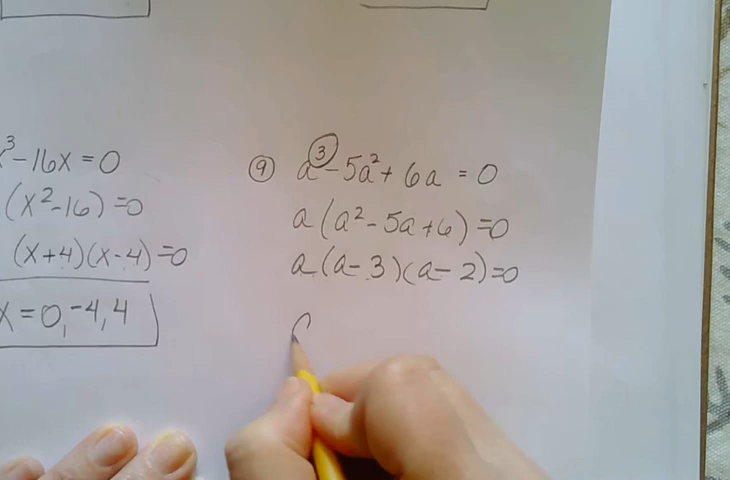 x³ - 16x = 0
(x² - 16) = 0
(x + 4)(x - 4) = 0
x = 0, -4, 4
⑨ a³ - 5a² + 6a = 0
a(a² - 5a + 6) = 0
a(a - 3)(a - 2) = 0